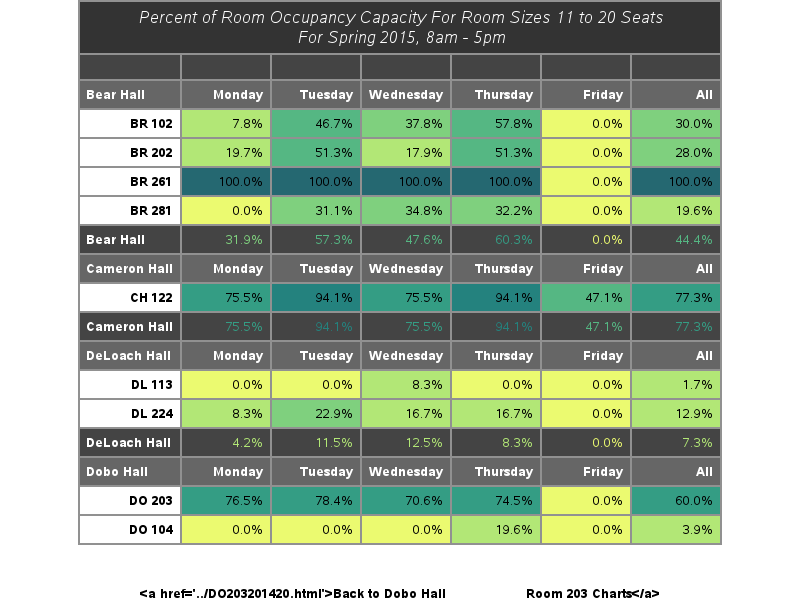 Percent of Room Occupancy Capacity For Room Sizes 11 to 20 Seats
For Spring 2015, 8am - 5pm
Bear Hall Monday Tuesday Wednesday Thursday Friday All
BR 102 7.8% 46.7% 37.8% 57.8% 0.0% 30.0%
BR 202 19.7% 51.3% 17.9% 51.3% 0.0% 28.0%
BR 261 100.0% 100.0% 100.0% 100.0% 0.0% 100.0%
BR 281 0.0% 31.1% 34.8% 32.2% 0.0% 19.6%
Bear Hall 31.9% 57.3% 47.6% 60.3% 0.0% 44.4%
Cameron Hall Monday Tuesday Wednesday Thursday Friday All
CH 122 75.5% 94.1% 75.5% 94.1% 47.1% 77.3%
Cameron Hall 75.5% 94.1% 75.5% 94.1% 47.1% 77.3%
DeLoach Hall Monday Tuesday Wednesday Thursday Friday All
DL 113 0.0% 0.0% 8.3% 0.0% 0.0% 1.7%
DL 224 8.3% 22.9% 16.7% 16.7% 0.0% 12.9%
DeLoach Hall 4.2% 11.5% 12.5% 8.3% 0.0% 7.3%
Dobo Hall Monday Tuesday Wednesday Thursday Friday All
DO 203 76.5% 78.4% 70.6% 74.5% 0.0% 60.0%
DO 104 0.0% 0.0% 0.0% 19.6% 0.0% 3.9%
<a href='../DO203201420.html'>Back to Dobo Hall Room 203 Charts</a>